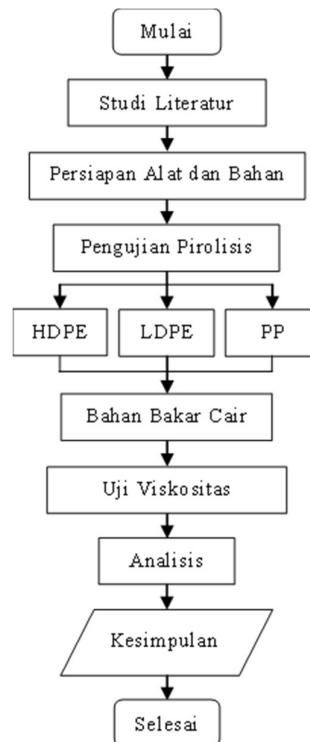 Mulai
Studi Literatur
Persiapan Alat dan Bahan
Pengujian Pirolisis
HDPE
LDPE
PP
Bahan Bakar Cair
Uji Viskositas
Analisis
Kesimpulan
Selesai